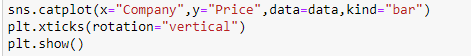 sns.catplot(x="Company",y="Price",data=data,kind="bar")
plt.xticks(rotation="vertical")
plt.show()